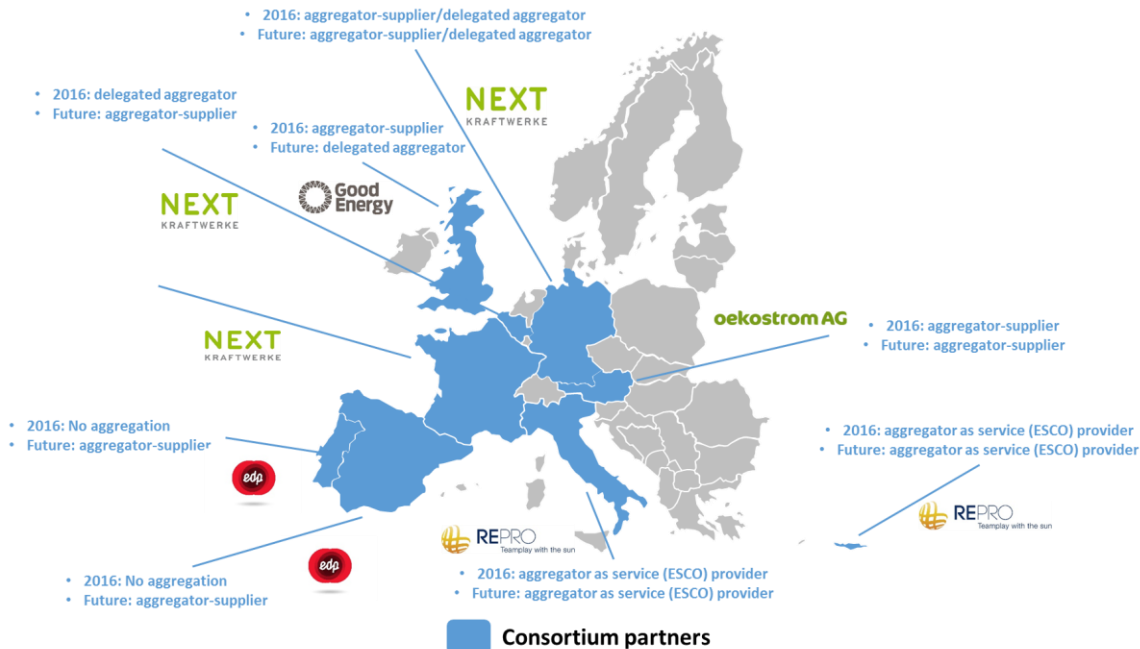 • 2016: aggregator-supplier/delegated aggregator
• Future: aggregator-supplier/delegated aggregator
• 2016: delegated aggregator
• Future: aggregator-supplier
NEXT
KRAFTWERKE
• 2016: aggregator-supplier
• Future: delegated aggregator
Good
Energy
NEXT
KRAFTWERKE
NEXT
KRAFTWERKE
oekostrom AG
• 2016: aggregator-supplier
• Future: aggregator-supplier
• 2016: No aggregation
• Future: aggregator-supplier
edp
• 2016: aggregator as service (ESCO) provider
• Future: aggregator as service (ESCO) provider
REPRO
Teamplay with the sun
REPRO
Teamplay with the sun
edp
• 2016: No aggregation
• Future: aggregator-supplier
• 2016: aggregator as service (ESCO) provider
• Future: aggregator as service (ESCO) provider
Consortium partners